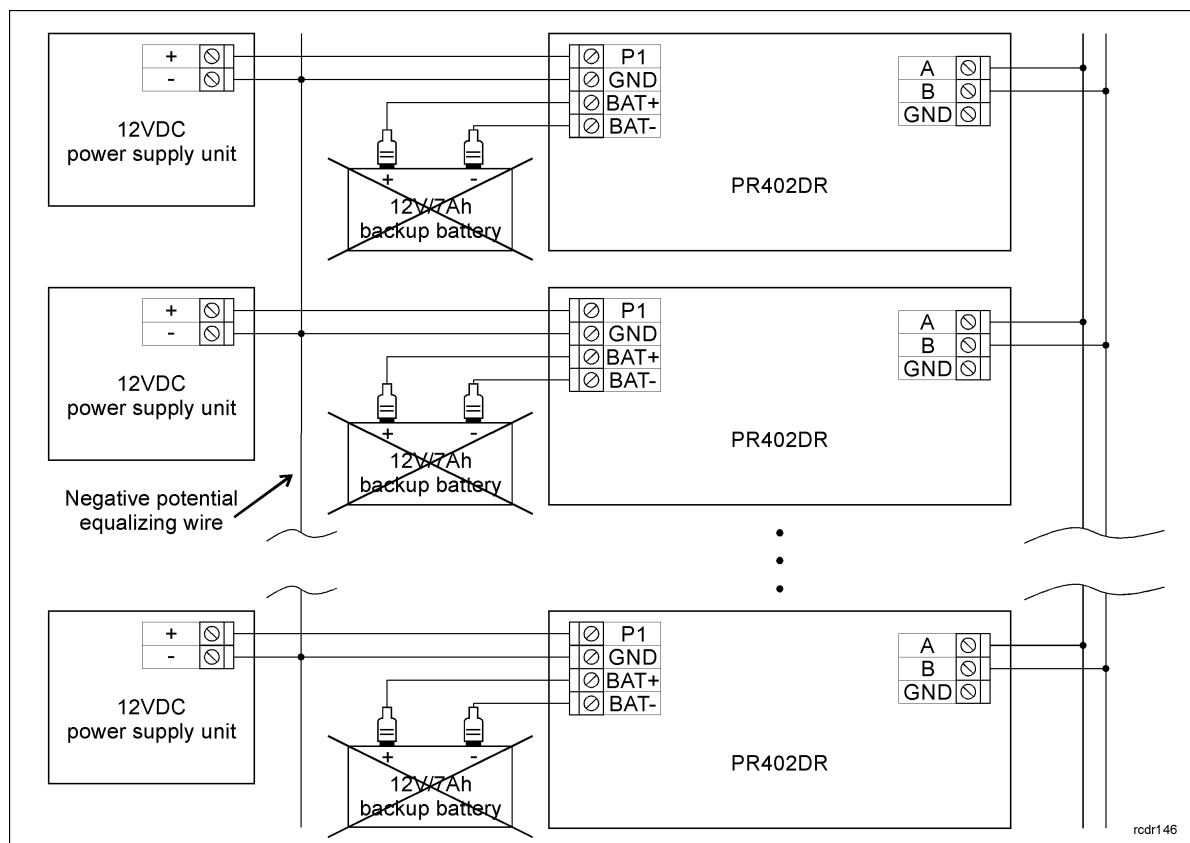 +
-
12VDC
power supply unit
P1
GND
BAT+
BAT-
+ -
12V/7Ah
backup battery
PR402DR
A
B
GND
+
-
12VDC
power supply unit
P1
GND
BAT+
BAT-
+ -
12V/7Ah
backup battery
PR402DR
A
B
GND
Negative potential
equalizing wire
+
-
12VDC
power supply unit
P1
GND
BAT+
BAT-
+ -
12V/7Ah
backup battery
PR402DR
A
B
GND
rcdr146